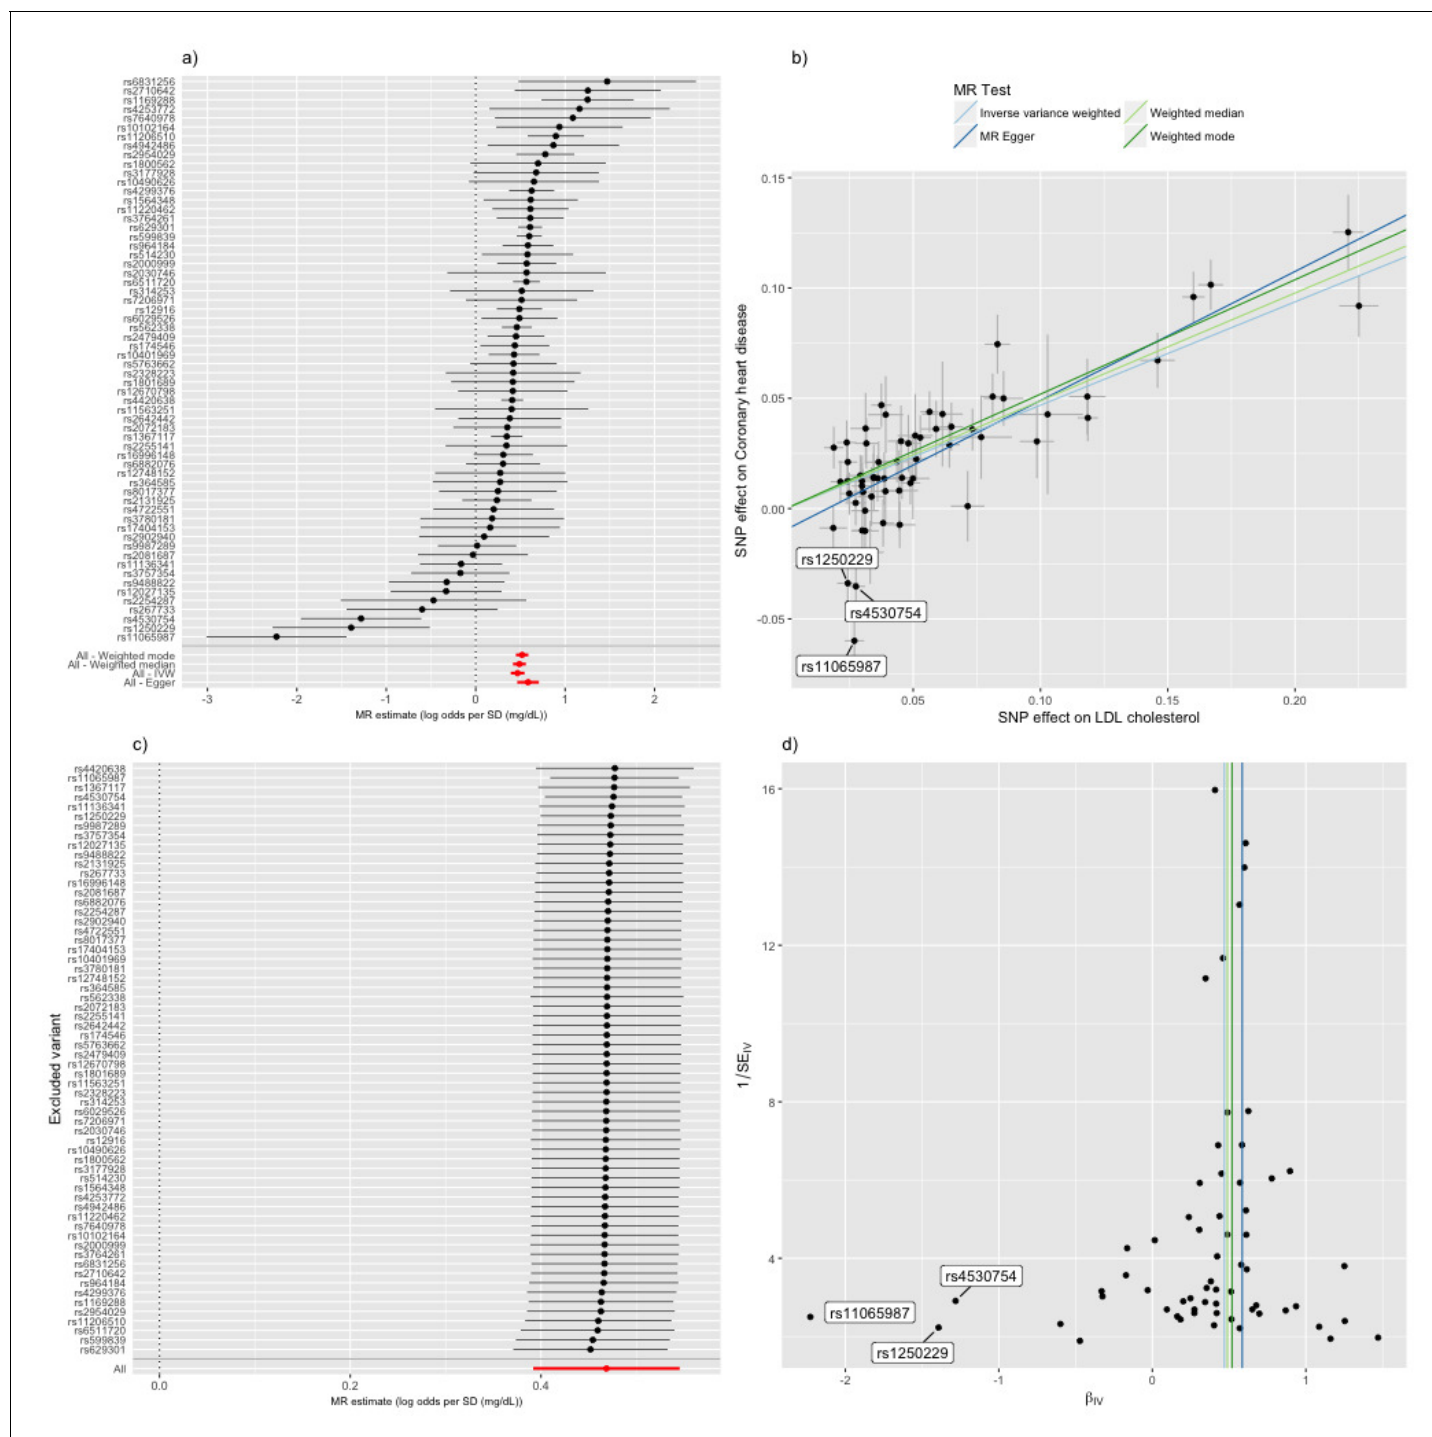 a)
rs6831256
rs2710642
rs1169288
rs4253772
rs7640978
rs10102164
rs11206510
rs4942486
rs2954029
rs1800562
rs3177928
rs10490626
rs4299376
rs1564348
rs11220462
rs3764261
rs629301
rs599839
rs964184
rs514230
rs2000999
rs2030746
rs6511720
rs314253
rs7206971
rs12916
rs6029526
rs562338
rs2479409
rs174546
rs10401969
rs5763662
rs2328223
rs1801689
rs12670798
rs4420638
rs11563251
rs2642442
rs2072183
rs1367117
rs2255141
rs16996148
rs6882076
rs12748152
rs364585
rs8017377
rs2131925
rs4722551
rs3780181
rs17404153
rs2902940
rs9987289
rs2081687
rs11136341
rs3757354
rs9488822
rs12027135
rs2254287
rs267733
rs4530754
rs1250229
rs11065987
All - Weighted mode
All - Weighted median
All - IVW
All - Egger
-3 -2 -1 0 1 2
MR estimate (log odds per SD (mg/dL))
b)
MR Test
Inverse variance weighted Weighted median
MR Egger Weighted mode
SNP effect on Coronary heart disease
0.15
0.10
0.05
0.00
-0.05
rs1250229
rs4530754
rs11065987
0.05 0.10 0.15 0.20
SNP effect on LDL cholesterol
c)
Excluded variant
rs4420638
rs11065987
rs1367117
rs4530754
rs11136341
rs1250229
rs9987289
rs3757354
rs12027135
rs9488822
rs2131925
rs267733
rs16996148
rs2081687
rs6882076
rs2254287
rs2902940
rs4722551
rs8017377
rs17404153
rs10401969
rs3780181
rs12748152
rs364585
rs562338
rs2072183
rs2255141
rs2642442
rs174546
rs5763662
rs2479409
rs12670798
rs1801689
rs11563251
rs2328223
rs314253
rs6029526
rs7206971
rs2030746
rs12916
rs10490626
rs1800562
rs3177928
rs514230
rs1564348
rs4253772
rs4942486
rs11220462
rs7640978
rs10102164
rs2000999
rs3764261
rs6831256
rs2710642
rs964184
rs4299376
rs1169288
rs2954029
rs11206510
rs6511720
rs599839
rs629301
All
0.0 0.2 0.4
MR estimate (log odds per SD (mg/dL))
d)
1/SE_IV
16
12
8
4
rs4530754
rs11065987
rs1250229
-2 -1 0 1
β_IV